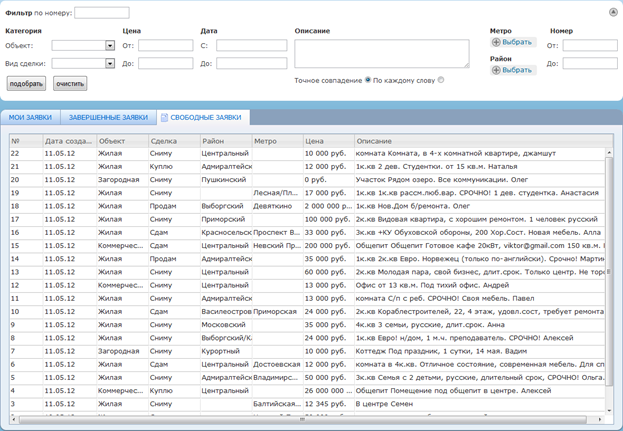 Фильтр по номеру:
Категория Цена Дата Описание Метро Номер
Объект: От: С: Выбрать От:
Вид сделки: До: До: Район До:
Выбрать
подобрать очистить Точное совпадение По каждому слову
МОИ ЗАЯВКИ ЗАВЕРШЕННЫЕ ЗАЯВКИ СВОБОДНЫЕ ЗАЯВКИ
№ Дата созда... Объект Сделка Район Метро Цена Описание
22 11.05.12 Жилая Сниму Центральный 10 000 руб. комната Комната, в 4-х комнатной квартире, джамшут
21 11.05.12 Жилая Куплю Адмиралтейск 12 000 руб. 1к.кв 2 дев. Студентки. от 15 кв.м. Наталья
20 11.05.12 Загородная Сниму Пушкинский 0 руб. Участок Рядом озеро. Все коммуникации. Олег
19 11.05.12 Жилая Сниму Лесная/Пл... 17 000 руб. 1к.кв 1к.кв рассм.люб.вар. СРОЧНО! 1 дев. студентка. Анастасия
18 11.05.12 Жилая Продам Выборгский Девяткино 2 000 000 р... 1к.кв Нов.Дом б/ремонта. Олег
17 11.05.12 Жилая Сниму Приморский 100 000 руб. 2к.кв Видовая квартира, с хорошим ремонтом. 1 человек русский
16 11.05.12 Жилая Сдам Красносельск Проспект В... 33 000 руб. 3к.кв +КУ Обуховской обороны, 200 Хор.Сост. Новая мебель. Алла
15 11.05.12 Коммерчес... Сдам Центральный Невский Пр... 200 000 руб. Общепит Общепит Готовое кафе 20кВт, viktor@gmail.com 150 кв.м.
14 11.05.12 Жилая Продам Адмиралтейск 35 000 руб. 1к.кв 2к.кв Евро. Норвежец (только по-английски). Срочно! Мартин
13 11.05.12 Жилая Сниму Центральный 60 000 руб. 2к.кв Молодая пара, свой бизнес, длит.срок. Только центр. Не торо
12 11.05.12 Коммерчес... Сниму Центральный 13 000 руб. Офис от 13 кв.м. Под тихий офис. Андрей
11 11.05.12 Жилая Сниму Адмиралтейск 13 000 руб. комната С/п с реб. СРОЧНО! Своя мебель. Павел
10 11.05.12 Жилая Сдам Василеостров Приморская 24 000 руб. 2к.кв Кораблестроителей, 22, 4 этаж, удовл.сост, требует ремонта
9 11.05.12 Жилая Сниму Московский 35 000 руб. 4к.кв 3 семьи, русские, длит.срок. Анна
8 11.05.12 Жилая Сниму Выборгский/К 24 000 руб. 1к.кв Евро! н/дом, 1 м.ч. преподаватель. СРОЧНО! Алексей
7 11.05.12 Загородная Сниму Курортный 10 000 руб. Коттедж Под праздник, 1 сутки, 14 мая. Вадим
6 11.05.12 Жилая Сдам Центральный Достоевская 12 000 руб. комната в 4к.кв. Отличное состояние, современная мебель. Для сп
5 11.05.12 Жилая Сниму Адмиралтейск Владимирс... 50 000 руб. 3к.кв Семья с 2 детьми, русские, длительный срок, СРОЧНО! Ольга.
4 11.05.12 Коммерчес... Куплю Центральный 26 000 000 ... Общепит Помещение под общепит в центре. Алексей
3 11.05.12 Жилая Сниму Балтийская... 12 345 руб. В центре Семен